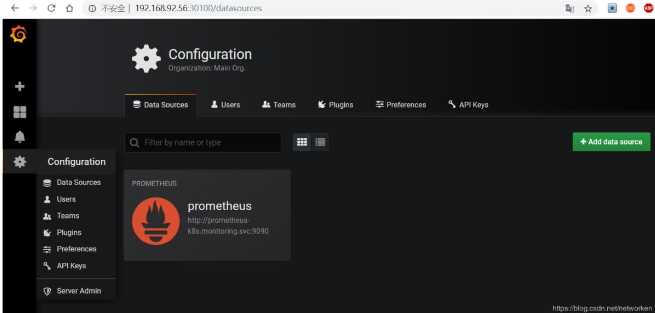 不安全 | 192.168.92.56:30100/datasources
Configuration
Organization: Main Org.
Data Sources Users Teams Plugins Preferences API Keys
Filter by name or type
+ Add data source
Configuration
Data Sources
Users
Teams
Plugins
Preferences
API Keys
Server Admin
PROMETHEUS
prometheus
http://prometheus-
k8s.monitoring.svc:9090
https://blog.csdn.net/networken